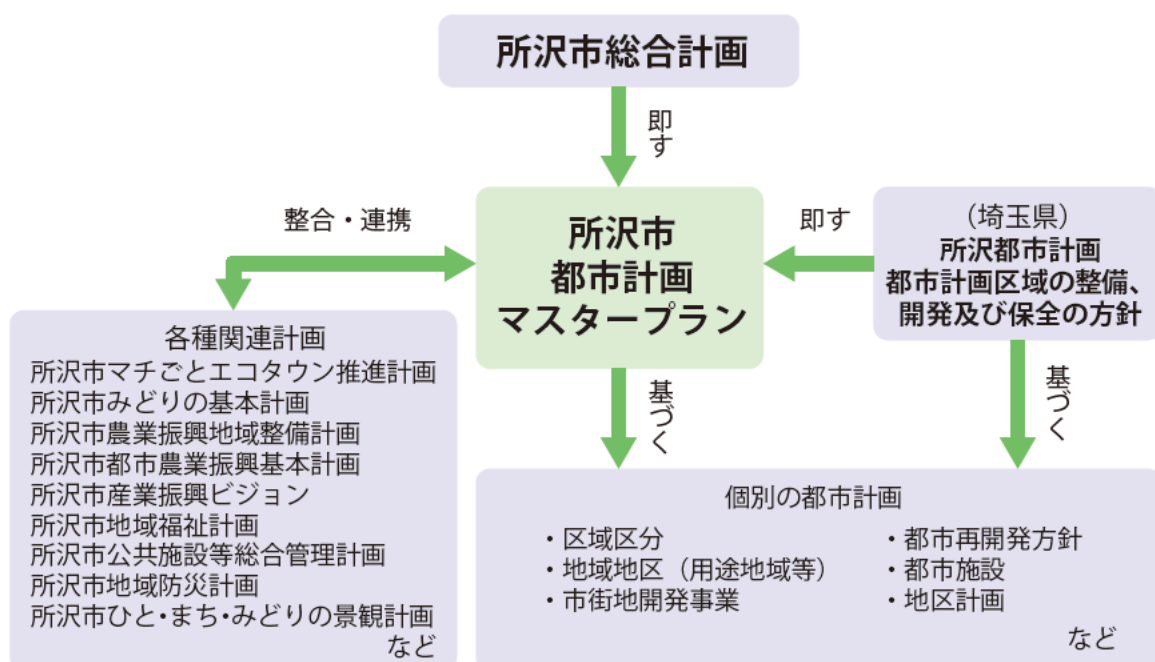 所沢市総合計画
即す
整合・連携
所沢市
都市計画
マスタープラン
即す
（埼玉県）
所沢都市計画
都市計画区域の整備、
開発及び保全の方針
各種関連計画
所沢市マチごとエコタウン推進計画
所沢市みどりの基本計画
所沢市農業振興地域整備計画
所沢市都市農業振興基本計画
所沢市産業振興ビジョン
所沢市地域福祉計画
所沢市公共施設等総合管理計画
所沢市地域防災計画
所沢市ひと・まち・みどりの景観計画
など
基づく
基づく
個別の都市計画
・区域区分
・地域地区（用途地域等）
・市街地開発事業
・都市再開発方針
・都市施設
・地区計画
など